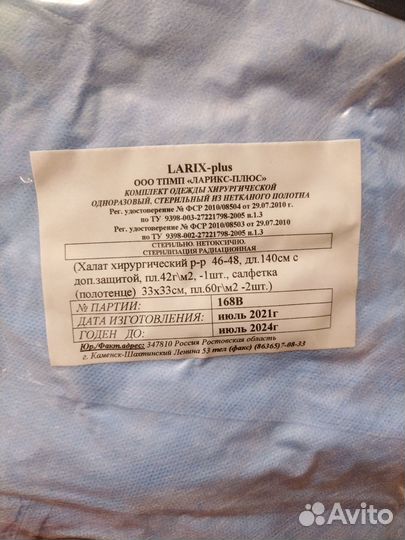 LARIX-plus
ООО ТПМП «ЛАРИКС-ПЛЮС»
КОМПЛЕКТ ОДЕЖДЫ ХИРУРГИЧЕСКОЙ
ОДНОРАЗОВЫЙ, СТЕРИЛЬНЫЙ ИЗ НЕТКАНОГО ПОЛОТНА
Рег. удостоверение № ФСР 2010/08504 от 29.07.2010 г.
по ТУ 9398-003-27221798-2005 п.1.3
Рег. удостоверение № ФСР 2010/08503 от 29.07.2010
по ТУ 9398-002-27221798-2005 п.1.3
СТЕРИЛЬНО. НЕТОКСИЧНО.
СТЕРИЛИЗАЦИЯ РАДИАЦИОННАЯ
(Халат хирургический р-р 46-48, дл.140см с
доп.защитой, пл.42г\м2, -1шт., салфетка
(полотенце) 33х33см, пл.60г\м2 -2шт.)
№ ПАРТИИ: 168В
ДАТА ИЗГОТОВЛЕНИЯ: июль 2021г
ГОДЕН ДО: июль 2024г
Юр./Факт.адрес: 347810 Россия Ростовская область
г. Каменск-Шахтинский Ленина 53 тел (факс) (86365)7-08-33
Avito